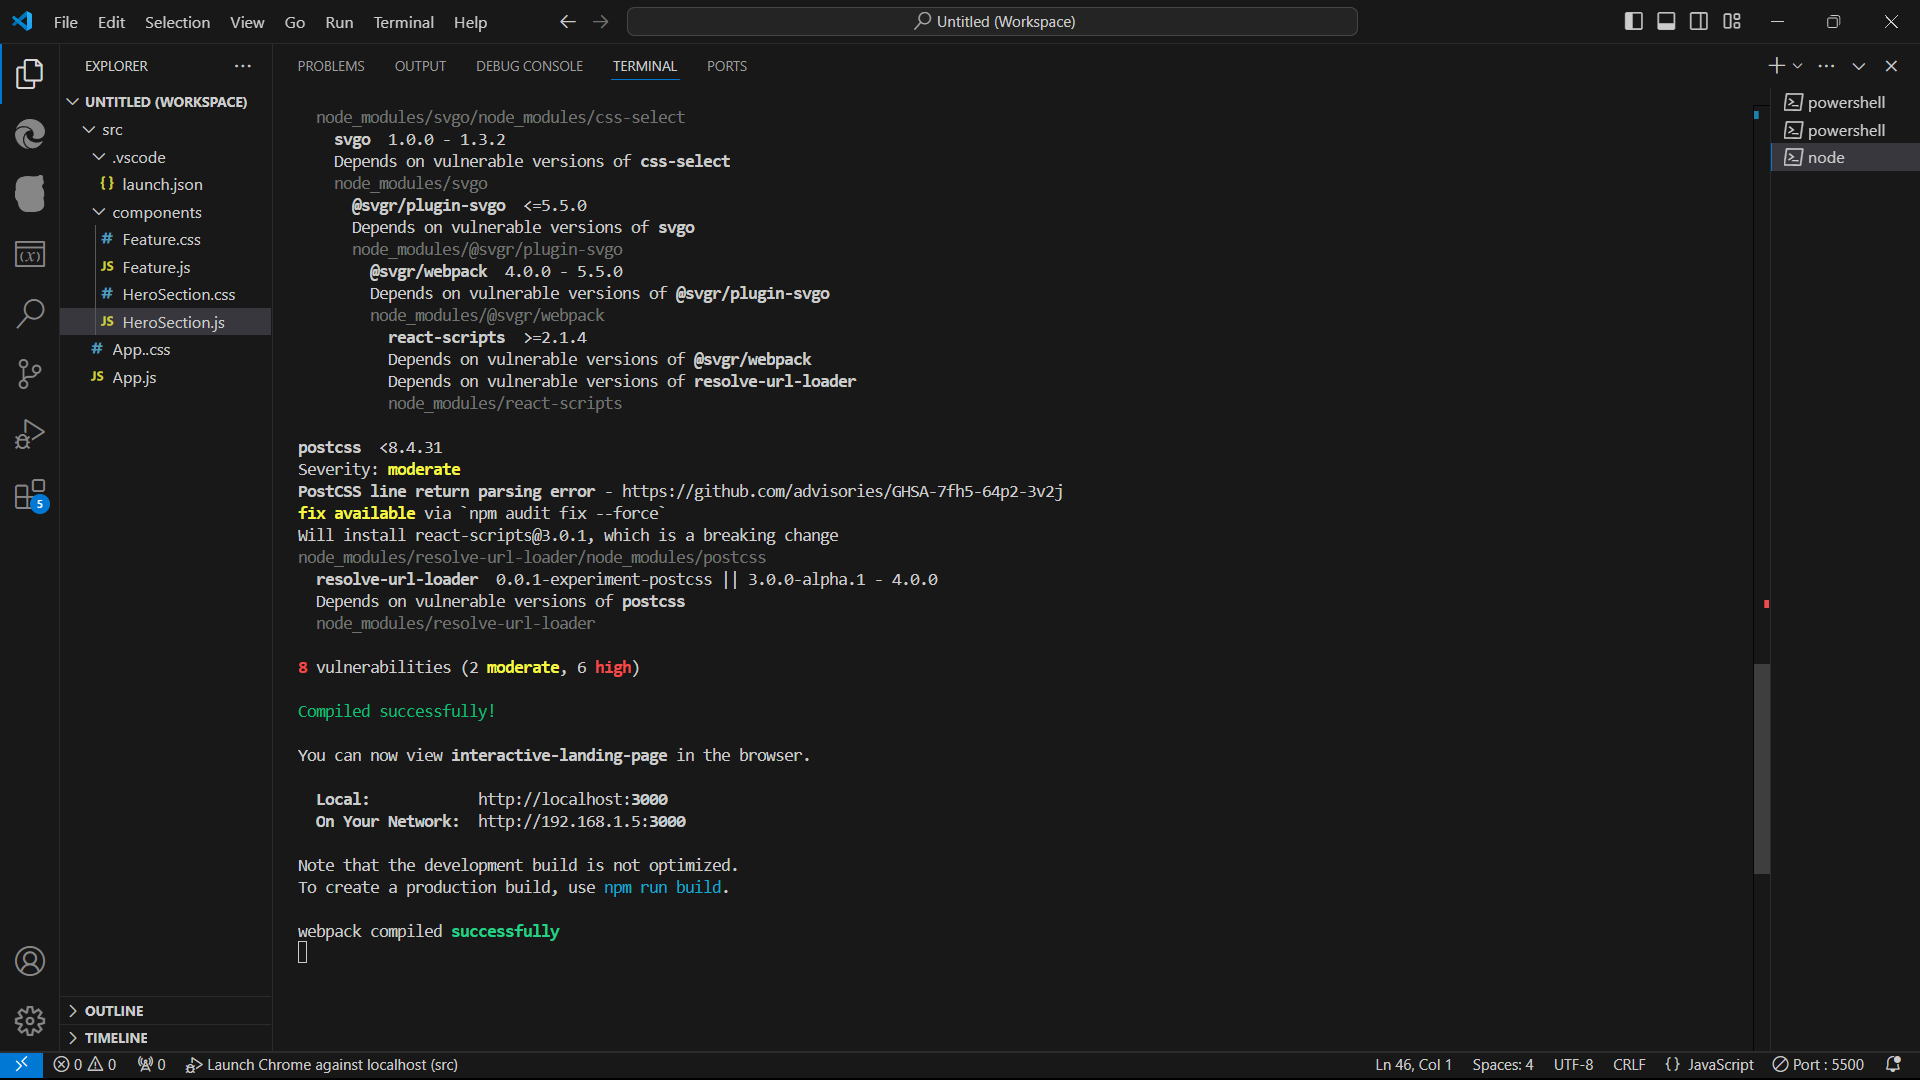 File Edit Selection View Go Run Terminal Help
Untitled (Workspace)
EXPLORER
UNTITLED (WORKSPACE)
src
.vscode
{} launch.json
components
# Feature.css
JS Feature.js
# HeroSection.css
JS HeroSection.js
# App..css
JS App.js
OUTLINE
TIMELINE
5
PROBLEMS OUTPUT DEBUG CONSOLE TERMINAL PORTS
node_modules/svgo/node_modules/css-select
svgo 1.0.0 - 1.3.2
Depends on vulnerable versions of css-select
node_modules/svgo
@svgr/plugin-svgo <=5.5.0
Depends on vulnerable versions of svgo
node_modules/@svgr/plugin-svgo
@svgr/webpack 4.0.0 - 5.5.0
Depends on vulnerable versions of @svgr/plugin-svgo
node_modules/@svgr/webpack
react-scripts >=2.1.4
Depends on vulnerable versions of @svgr/webpack
Depends on vulnerable versions of resolve-url-loader
node_modules/react-scripts
postcss <8.4.31
Severity: moderate
PostCSS line return parsing error - https://github.com/advisories/GHSA-7fh5-64p2-3v2j
fix available via `npm audit fix --force`
Will install react-scripts@3.0.1, which is a breaking change
node_modules/resolve-url-loader/node_modules/postcss
resolve-url-loader 0.0.1-experiment-postcss || 3.0.0-alpha.1 - 4.0.0
Depends on vulnerable versions of postcss
node_modules/resolve-url-loader
8 vulnerabilities (2 moderate, 6 high)
Compiled successfully!
You can now view interactive-landing-page in the browser.
Local: http://localhost:3000
On Your Network: http://192.168.1.5:3000
Note that the development build is not optimized.
To create a production build, use npm run build.
webpack compiled successfully
powershell
powershell
node
0 0 0 Launch Chrome against localhost (src) Ln 46, Col 1 Spaces: 4 UTF-8 CRLF {} JavaScript Port : 5500